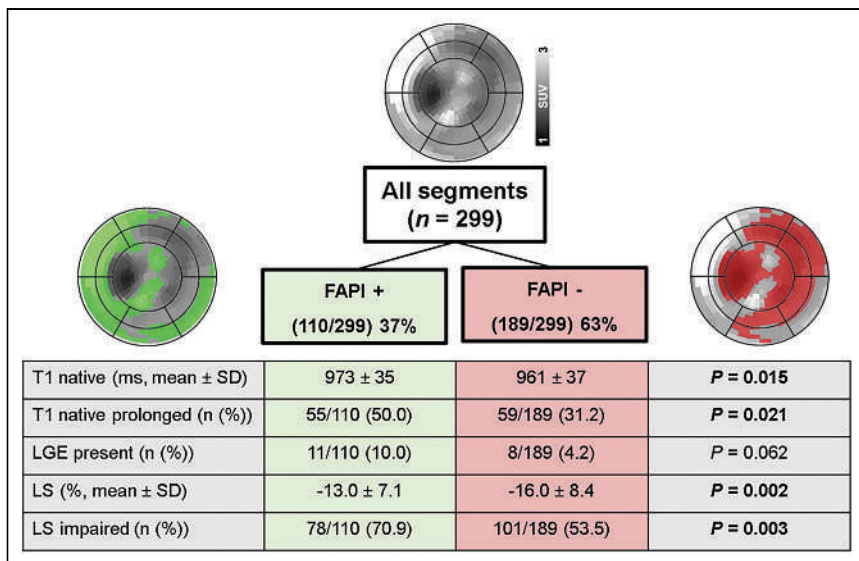 3
SUV
1
All segments
(n = 299)
FAPI +
(110/299) 37%
FAPI -
(189/299) 63%
T1 native (ms, mean ± SD) 973 ± 35 961 ± 37 P = 0.015
T1 native prolonged (n (%)) 55/110 (50.0) 59/189 (31.2) P = 0.021
LGE present (n (%)) 11/110 (10.0) 8/189 (4.2) P = 0.062
LS (%, mean ± SD) -13.0 ± 7.1 -16.0 ± 8.4 P = 0.002
LS impaired (n (%)) 78/110 (70.9) 101/189 (53.5) P = 0.003